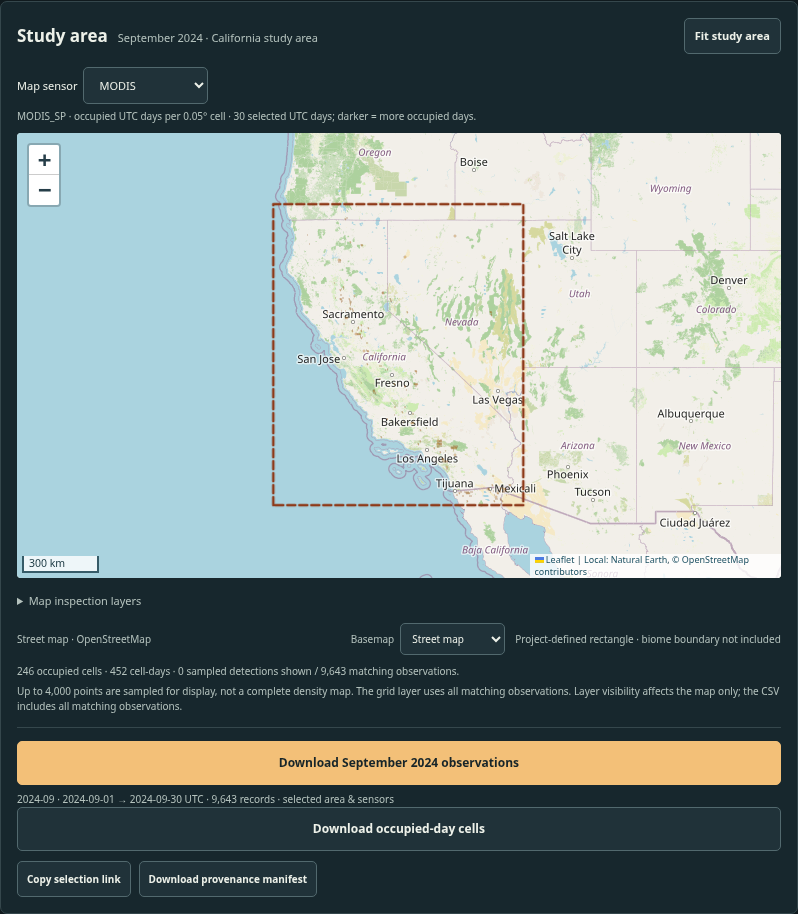 Study area September 2024 · California study area
Fit study area
Map sensor MODIS
MODIS_SP · occupied UTC days per 0.05° cell · 30 selected UTC days; darker = more occupied days.
+
−
Oregon
Boise
Wyoming
Salt Lake
City
Denver
Utah
Colorado
Sacramento
Nevada
San Jose
California
Fresno
Las Vegas
Bakersfield
Albuquerque
Los Angeles
Arizona
New Mexico
Phoenix
Tijuana
Mexicali
Tucson
Ciudad Juárez
Baja California
Sonora
300 km
Leaflet | Local: Natural Earth, © OpenStreetMap
contributors
Map inspection layers
Street map · OpenStreetMap
Basemap Street map
Project-defined rectangle · biome boundary not included
246 occupied cells · 452 cell-days · 0 sampled detections shown / 9,643 matching observations.
Up to 4,000 points are sampled for display, not a complete density map. The grid layer uses all matching observations. Layer visibility affects the map only; the CSV
includes all matching observations.
Download September 2024 observations
2024-09 · 2024-09-01 → 2024-09-30 UTC · 9,643 records · selected area & sensors
Download occupied-day cells
Copy selection link
Download provenance manifest